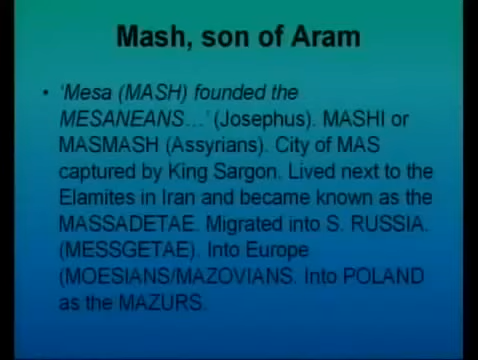 Mash, son of Aram
• ‘Mesa (MASH) founded the
MESANEANS…’ (Josephus). MASHI or
MASMASH (Assyrians). City of MAS
captured by King Sargon. Lived next to the
Elamites in Iran and became known as the
MASSADETAE. Migrated into S. RUSSIA.
(MESSGETAE). Into Europe
(MOESIANS/MAZOVIANS. Into POLAND
as the MAZURS.